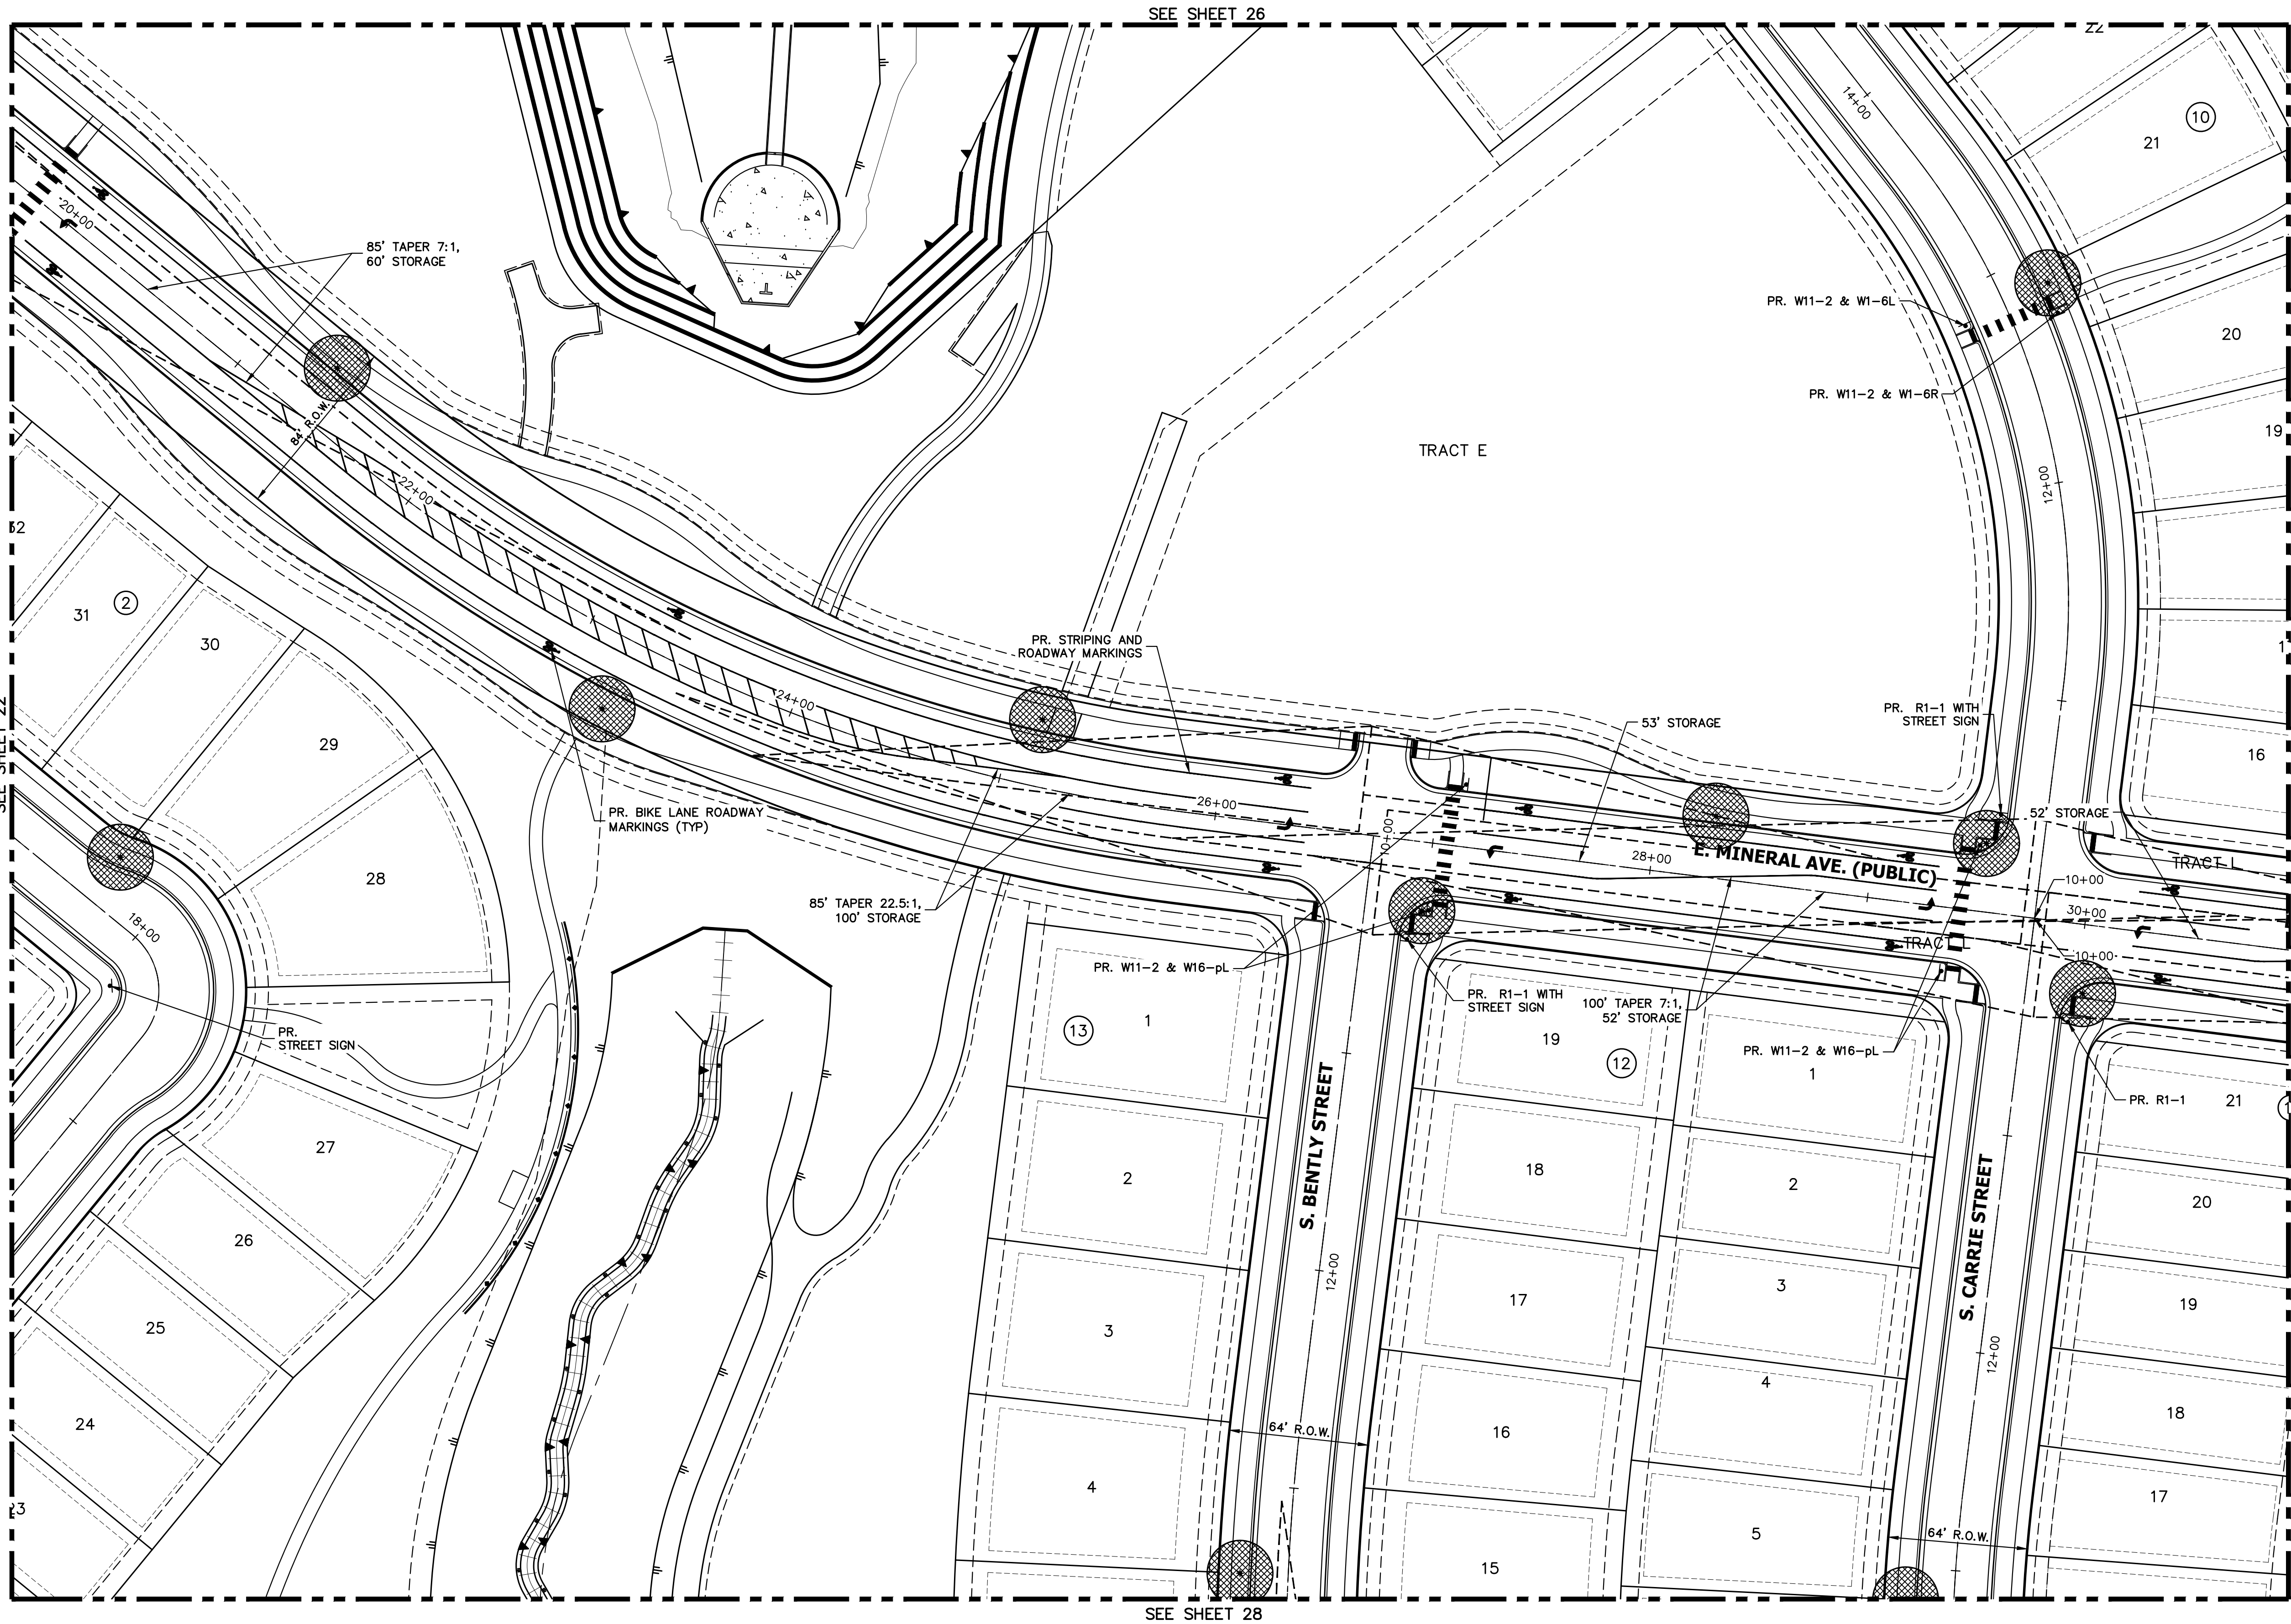 SEE SHEET 26
22
10
21
14+00
20+00
85' TAPER 7:1,
60' STORAGE
PR. W11-2 & W1-6L
20
PR. W11-2 & W1-6R
84' R.O.W.
19
TRACT E
12+00
22+00
32
31
2
30
PR. STRIPING AND
ROADWAY MARKINGS
24+00
29
53' STORAGE
PR. R1-1 WITH
STREET SIGN
16
PR. BIKE LANE ROADWAY
MARKINGS (TYP)
26+00
52' STORAGE
10+00
28+00
E. MINERAL AVE. (PUBLIC)
TRACT L
28
10+00
30+00
85' TAPER 22.5:1,
100' STORAGE
18+00
TRACT L
10+00
PR. W11-2 & W16-pL
PR. R1-1 WITH
STREET SIGN
100' TAPER 7:1,
52' STORAGE
13
1
19
12
PR. W11-2 & W16-pL
1
PR.
STREET SIGN
PR. R1-1
21
S. BENTLY STREET
27
2
18
2
20
S. CARRIE STREET
26
12+00
17
3
19
25
3
12+00
4
18
24
64' R.O.W.
16
4
17
23
64' R.O.W.
5
15
SEE SHEET 28